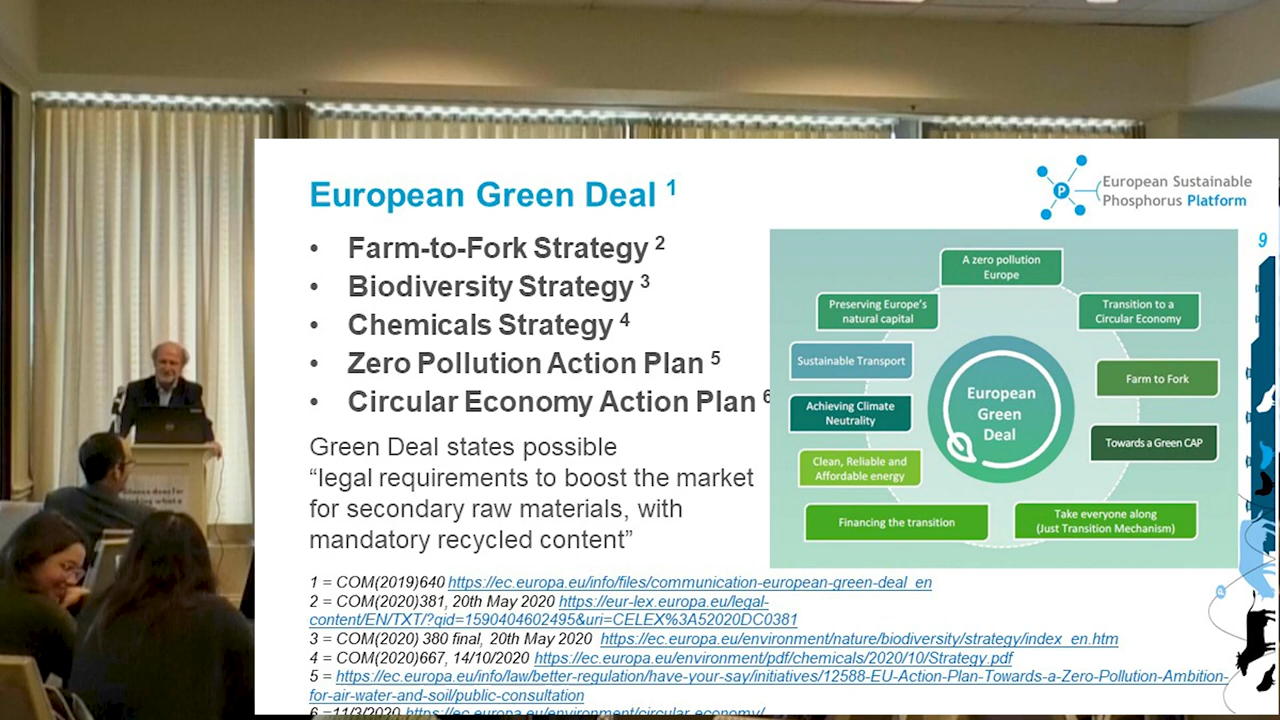 European Green Deal 1
European Sustainable
Phosphorus Platform
P
9
• Farm-to-Fork Strategy 2
• Biodiversity Strategy 3
• Chemicals Strategy 4
• Zero Pollution Action Plan 5
• Circular Economy Action Plan 6
Green Deal states possible
“legal requirements to boost the market
for secondary raw materials, with
mandatory recycled content”
A zero pollution
Europe
Preserving Europe's
natural capital
Transition to a
Circular Economy
Sustainable Transport
Farm to Fork
Achieving Climate
Neutrality
European
Green
Deal
Towards a Green CAP
Clean, Reliable and
Affordable energy
Financing the transition
Take everyone along
(Just Transition Mechanism)
1 = COM(2019)640 https://ec.europa.eu/info/files/communication-european-green-deal_en
2 = COM(2020)381, 20th May 2020 https://eur-lex.europa.eu/legal-
content/EN/TXT/?qid=1590404602495&uri=CELEX%3A52020DC0381
3 = COM(2020) 380 final, 20th May 2020 https://ec.europa.eu/environment/nature/biodiversity/strategy/index_en.htm
4 = COM(2020)667, 14/10/2020 https://ec.europa.eu/environment/pdf/chemicals/2020/10/Strategy.pdf
5 = https://ec.europa.eu/info/law/better-regulation/have-your-say/initiatives/12588-EU-Action-Plan-Towards-a-Zero-Pollution-Ambition-
for-air-water-and-soil/public-consultation
6 =11/3/2020 https://ec.europa.eu/environment/circular-economy/